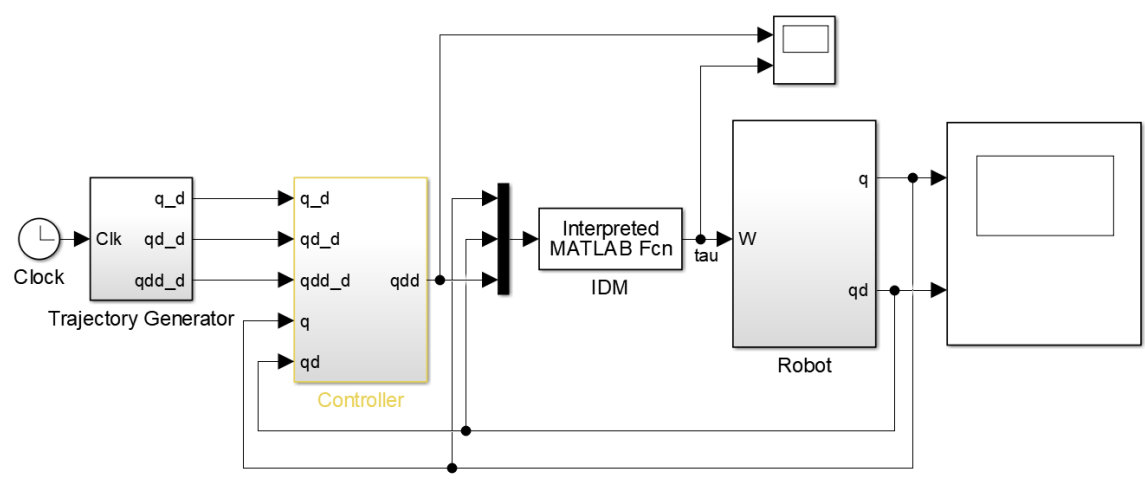 Clock
Clk
q_d
qd_d
qdd_d
Trajectory Generator
q_d
qd_d
qdd_d
q
qd
qdd
Controller
Interpreted
MATLAB Fcn
IDM
tau
W
q
qd
Robot